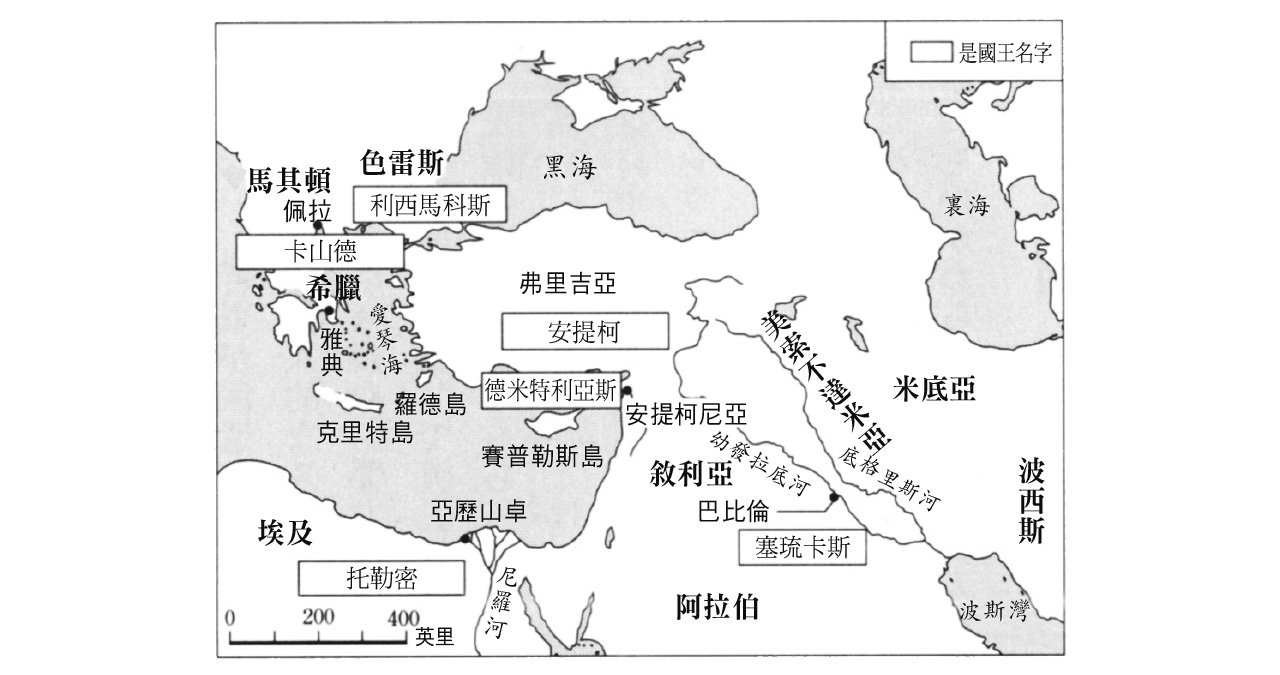 是國王名字
色雷斯
黑海
馬其頓
佩拉
利西馬科斯
裏海
卡山德
希臘
弗里吉亞
愛琴海
安提柯
雅典
美索不達米亞
德米特利亞斯
米底亞
羅德島
安提柯尼亞
克里特島
賽普勒斯島
幼發拉底河
底格里斯河
敘利亞
波西斯
亞歷山卓
巴比倫
埃及
塞琉卡斯
托勒密
尼羅河
阿拉伯
波斯灣
0 200 400
英里